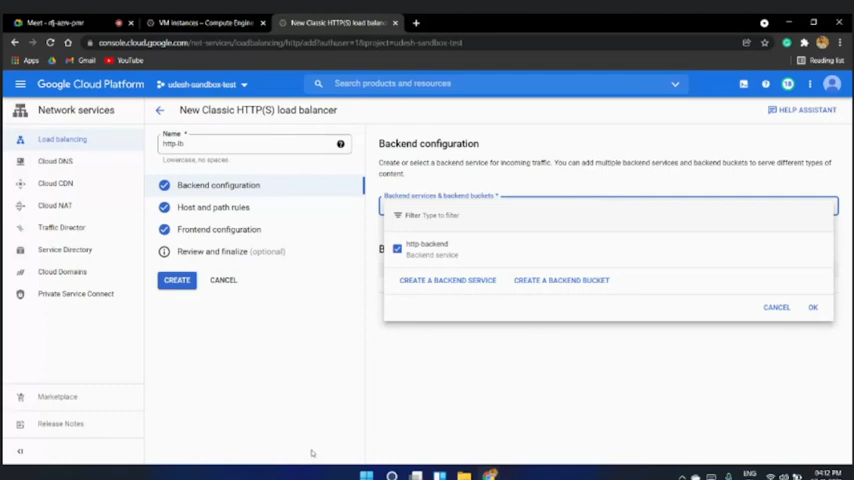 Meet - rfj-azrv-pmr
VM instances – Compute Engine
New Classic HTTP(S) load balanc
console.cloud.google.com/net-services/loadbalancing/http/add?authuser=1&project=udesh-sandbox-test
Apps
Gmail
YouTube
Reading list
Google Cloud Platform
udesh-sandbox-test
Search products and resources
18
Network services
New Classic HTTP(S) load balancer
HELP ASSISTANT
Load balancing
Cloud DNS
Cloud CDN
Cloud NAT
Traffic Director
Service Directory
Cloud Domains
Private Service Connect
Marketplace
Release Notes
Name *
http-lb
Lowercase, no spaces.
Backend configuration
Host and path rules
Frontend configuration
Review and finalize (optional)
CREATE
CANCEL
Backend configuration
Create or select a backend service for incoming traffic. You can add multiple backend services and backend buckets to serve different types of
content.
Backend services & backend buckets *
Filter Type to filter
B
http-backend
Backend service
CREATE A BACKEND SERVICE
CREATE A BACKEND BUCKET
CANCEL
OK
ENG
04:12 PM